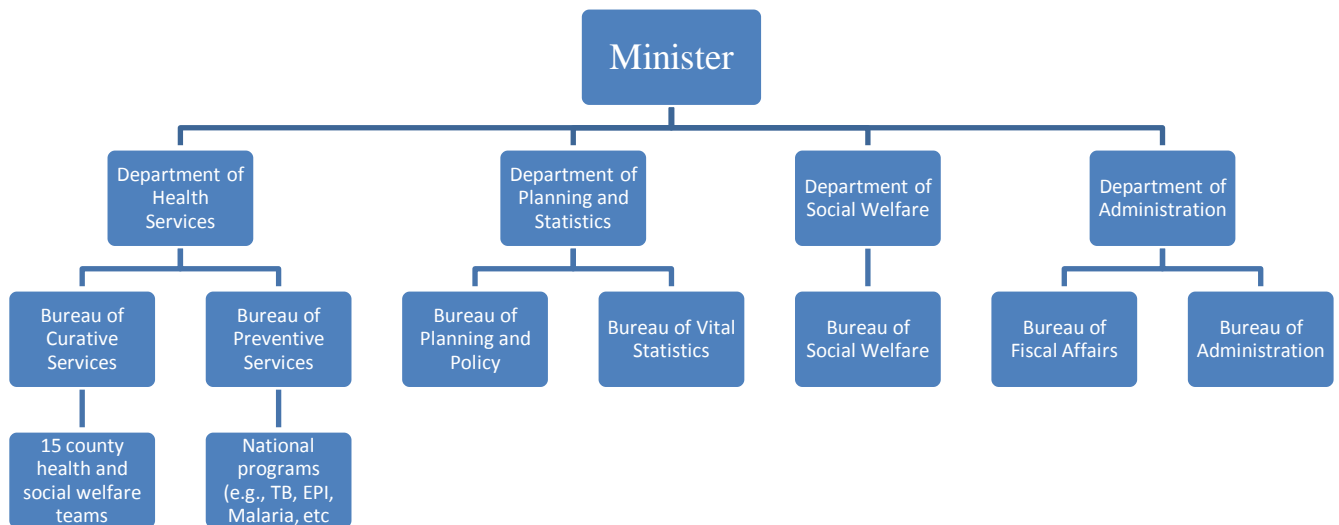 Minister
Department of
Health
Services
Department of
Planning and
Statistics
Department of
Social Welfare
Department of
Administration
Bureau of
Curative
Services
Bureau of
Preventive
Services
Bureau of
Planning and
Policy
Bureau of Vital
Statistics
Bureau of
Social Welfare
Bureau of
Fiscal Affairs
Bureau of
Administration
15 county
health and
social welfare
teams
National
programs
(e.g., TB, EPI,
Malaria, etc